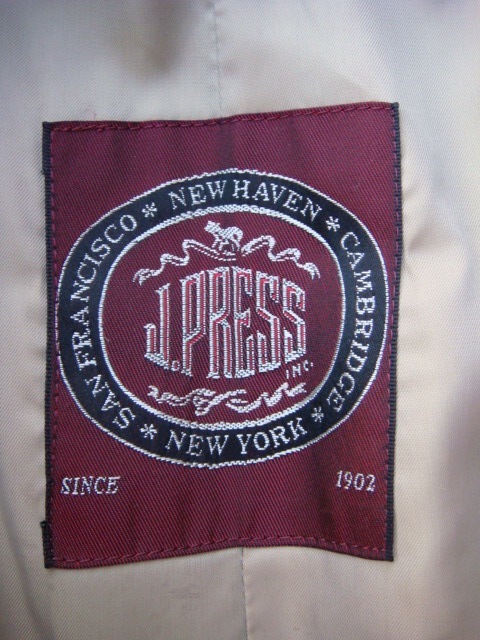 SAN FRANCISCO * NEW HAVEN * CAMBRIDGE * NEW YORK *
J. PRESS
INC.
SINCE 1902